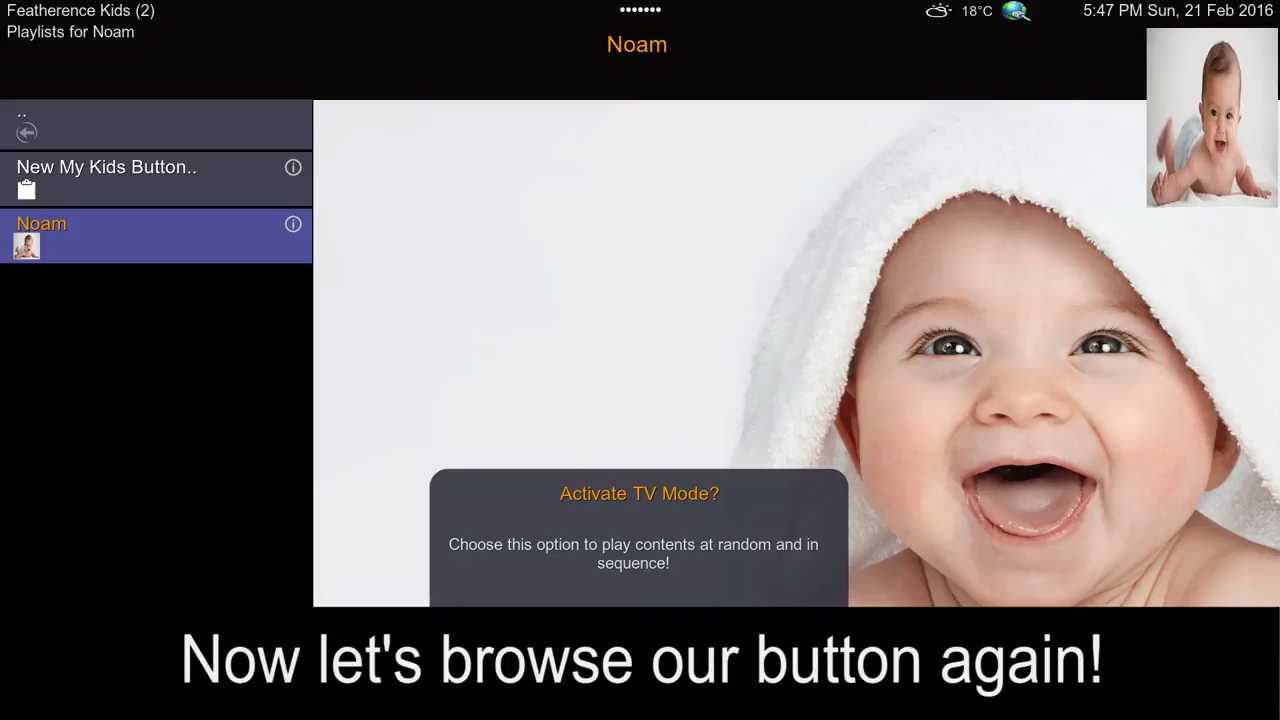 Featherence Kids (2)
Playlists for Noam
18°C
5:47 PM Sun, 21 Feb 2016
Noam
..
New My Kids Button..
Noam
Activate TV Mode?
Choose this option to play contents at random and in
sequence!
Now let's browse our button again!